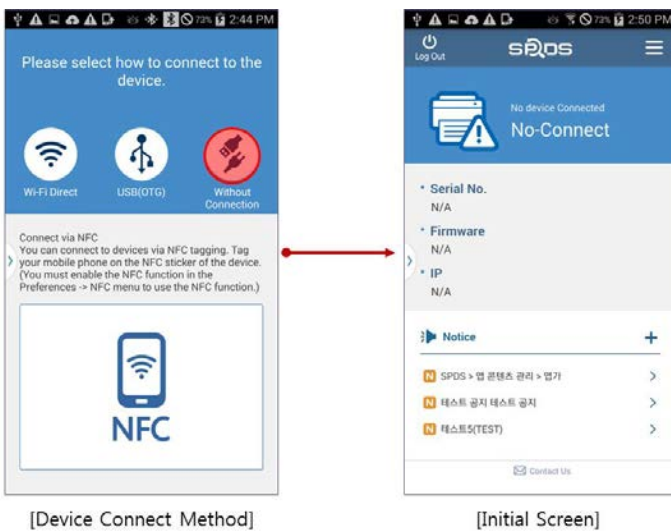 73% 2:44 PM
Please select how to connect to the
device.
Wi-Fi Direct
USB(OTG)
Without
Connection
Connect via NFC
You can connect to devices via NFC tagging. Tag
your mobile phone on the NFC sticker of the device.
(You must enable the NFC function in the
Preferences -> NFC menu to use the NFC function.)
NFC
[Device Connect Method]
73% 2:50 PM
Log Out
SPDS
No device Connected
No-Connect
• Serial No.
N/A
• Firmware
N/A
• IP
N/A
Notice
N SPDS > 앱 콘텐츠 관리 > 앱가
N 테스트 공지 테스트 공지
N 테스트5(TEST)
Contact Us
[Initial Screen]